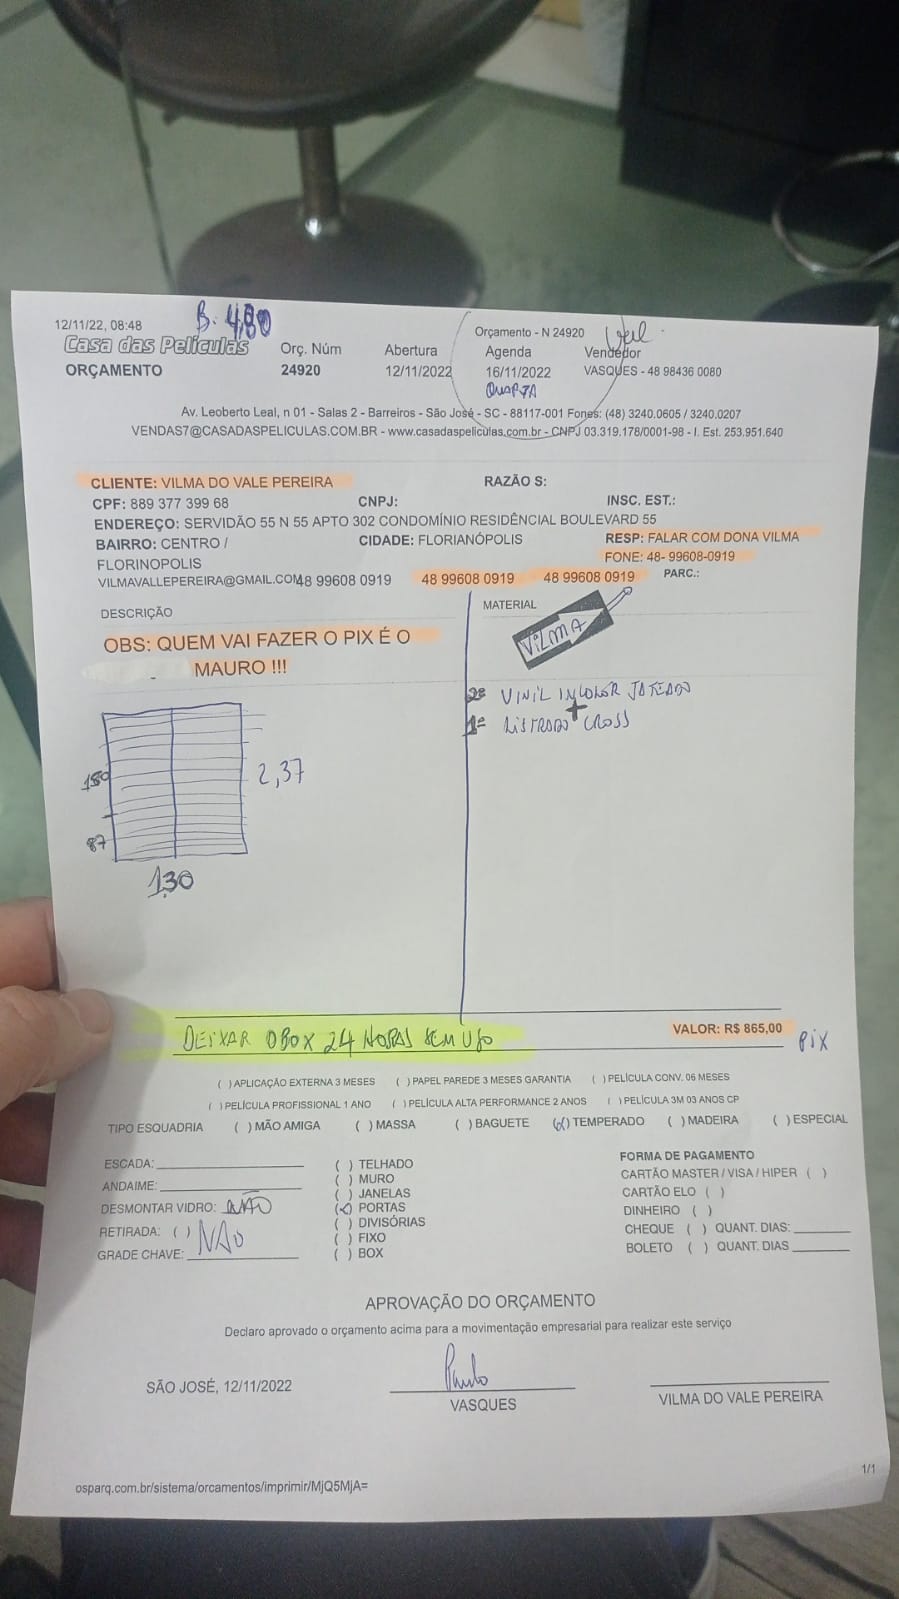 12/11/22, 08:48
B. 4,80
Orçamento - N 24920
Casa das Películas
Orç. Núm Abertura Agenda Vendedor
ORÇAMENTO 24920 12/11/2022 16/11/2022 VASQUES - 48 98436 0080
QUARTA
Av. Leoberto Leal, n 01 - Salas 2 - Barreiros - São José - SC - 88117-001 Fones: (48) 3240.0605 / 3240.0207
VENDAS7@CASADASPELICULAS.COM.BR - www.casadaspeliculas.com.br - CNPJ 03.319.178/0001-98 - I. Est. 253.951.640
CLIENTE: VILMA DO VALE PEREIRA RAZÃO S:
CPF: 889 377 399 68 CNPJ: INSC. EST.:
ENDEREÇO: SERVIDÃO 55 N 55 APTO 302 CONDOMÍNIO RESIDÊNCIAL BOULEVARD 55
BAIRRO: CENTRO / CIDADE: FLORIANÓPOLIS RESP: FALAR COM DONA VILMA
FLORINOPOLIS FONE: 48- 99608-0919
VILMAVALLEPEREIRA@GMAIL.COM 48 99608 0919 48 99608 0919 48 99608 0919 PARC.:
DESCRIÇÃO MATERIAL
OBS: QUEM VAI FAZER O PIX É O
MAURO !!!
VILMA
2º VINIL INCOLOR JATEADO
+
1º LISTRADO CROSS
150
2,37
87
1,30
DEIXAR O BOX 24 HORAS SEM USO
VALOR: R$ 865,00
PIX
( ) APLICAÇÃO EXTERNA 3 MESES ( ) PAPEL PAREDE 3 MESES GARANTIA ( ) PELÍCULA CONV. 06 MESES
( ) PELÍCULA PROFISSIONAL 1 ANO ( ) PELÍCULA ALTA PERFORMANCE 2 ANOS ( ) PELÍCULA 3M 03 ANOS CP
TIPO ESQUADRIA ( ) MÃO AMIGA ( ) MASSA ( ) BAGUETE (x) TEMPERADO ( ) MADEIRA ( ) ESPECIAL
ESCADA:
ANDAIME:
DESMONTAR VIDRO: NÃO
RETIRADA: ( ) NÃO
GRADE CHAVE:
( ) TELHADO
( ) MURO
( ) JANELAS
(x) PORTAS
( ) DIVISÓRIAS
( ) FIXO
( ) BOX
FORMA DE PAGAMENTO
CARTÃO MASTER / VISA / HIPER ( )
CARTÃO ELO ( )
DINHEIRO ( )
CHEQUE ( ) QUANT. DIAS:
BOLETO ( ) QUANT. DIAS
APROVAÇÃO DO ORÇAMENTO
Declaro aprovado o orçamento acima para a movimentação empresarial para realizar este serviço
Paulo
SÃO JOSÉ, 12/11/2022 VASQUES VILMA DO VALE PEREIRA
osparq.com.br/sistema/orcamentos/imprimir/MjQ5MjA=
1/1